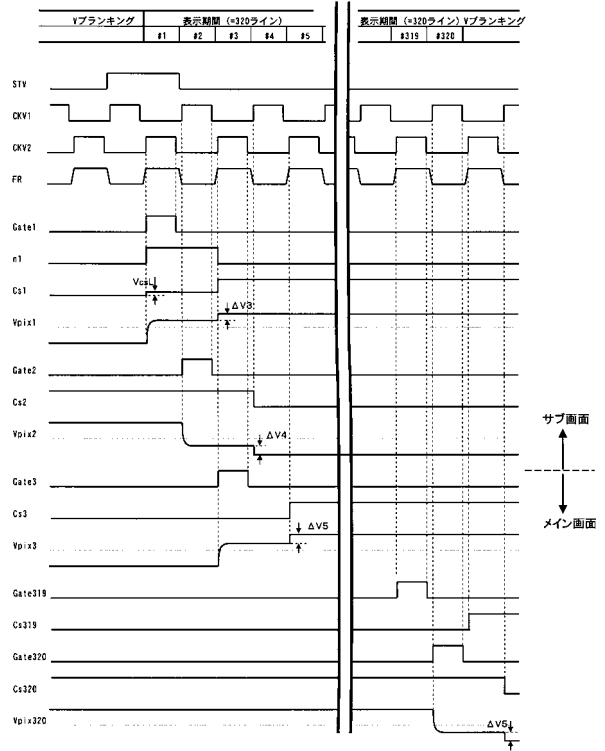 Vブランキング 表示期間 (=320ライン) 表示期間 (=320ライン) Vブランキング
#1 #2 #3 #4 #5 #319 #320
STV
CKV1
CKV2
FR
Gate1
n1
VcsL
Cs1
ΔV3
Vpix1
Gate2
Cs2
サブ画面
Vpix2
ΔV4
Gate3
Cs3
メイン画面
ΔV5
Vpix3
Gate319
Cs319
Gate320
Cs320
Vpix320
ΔV5